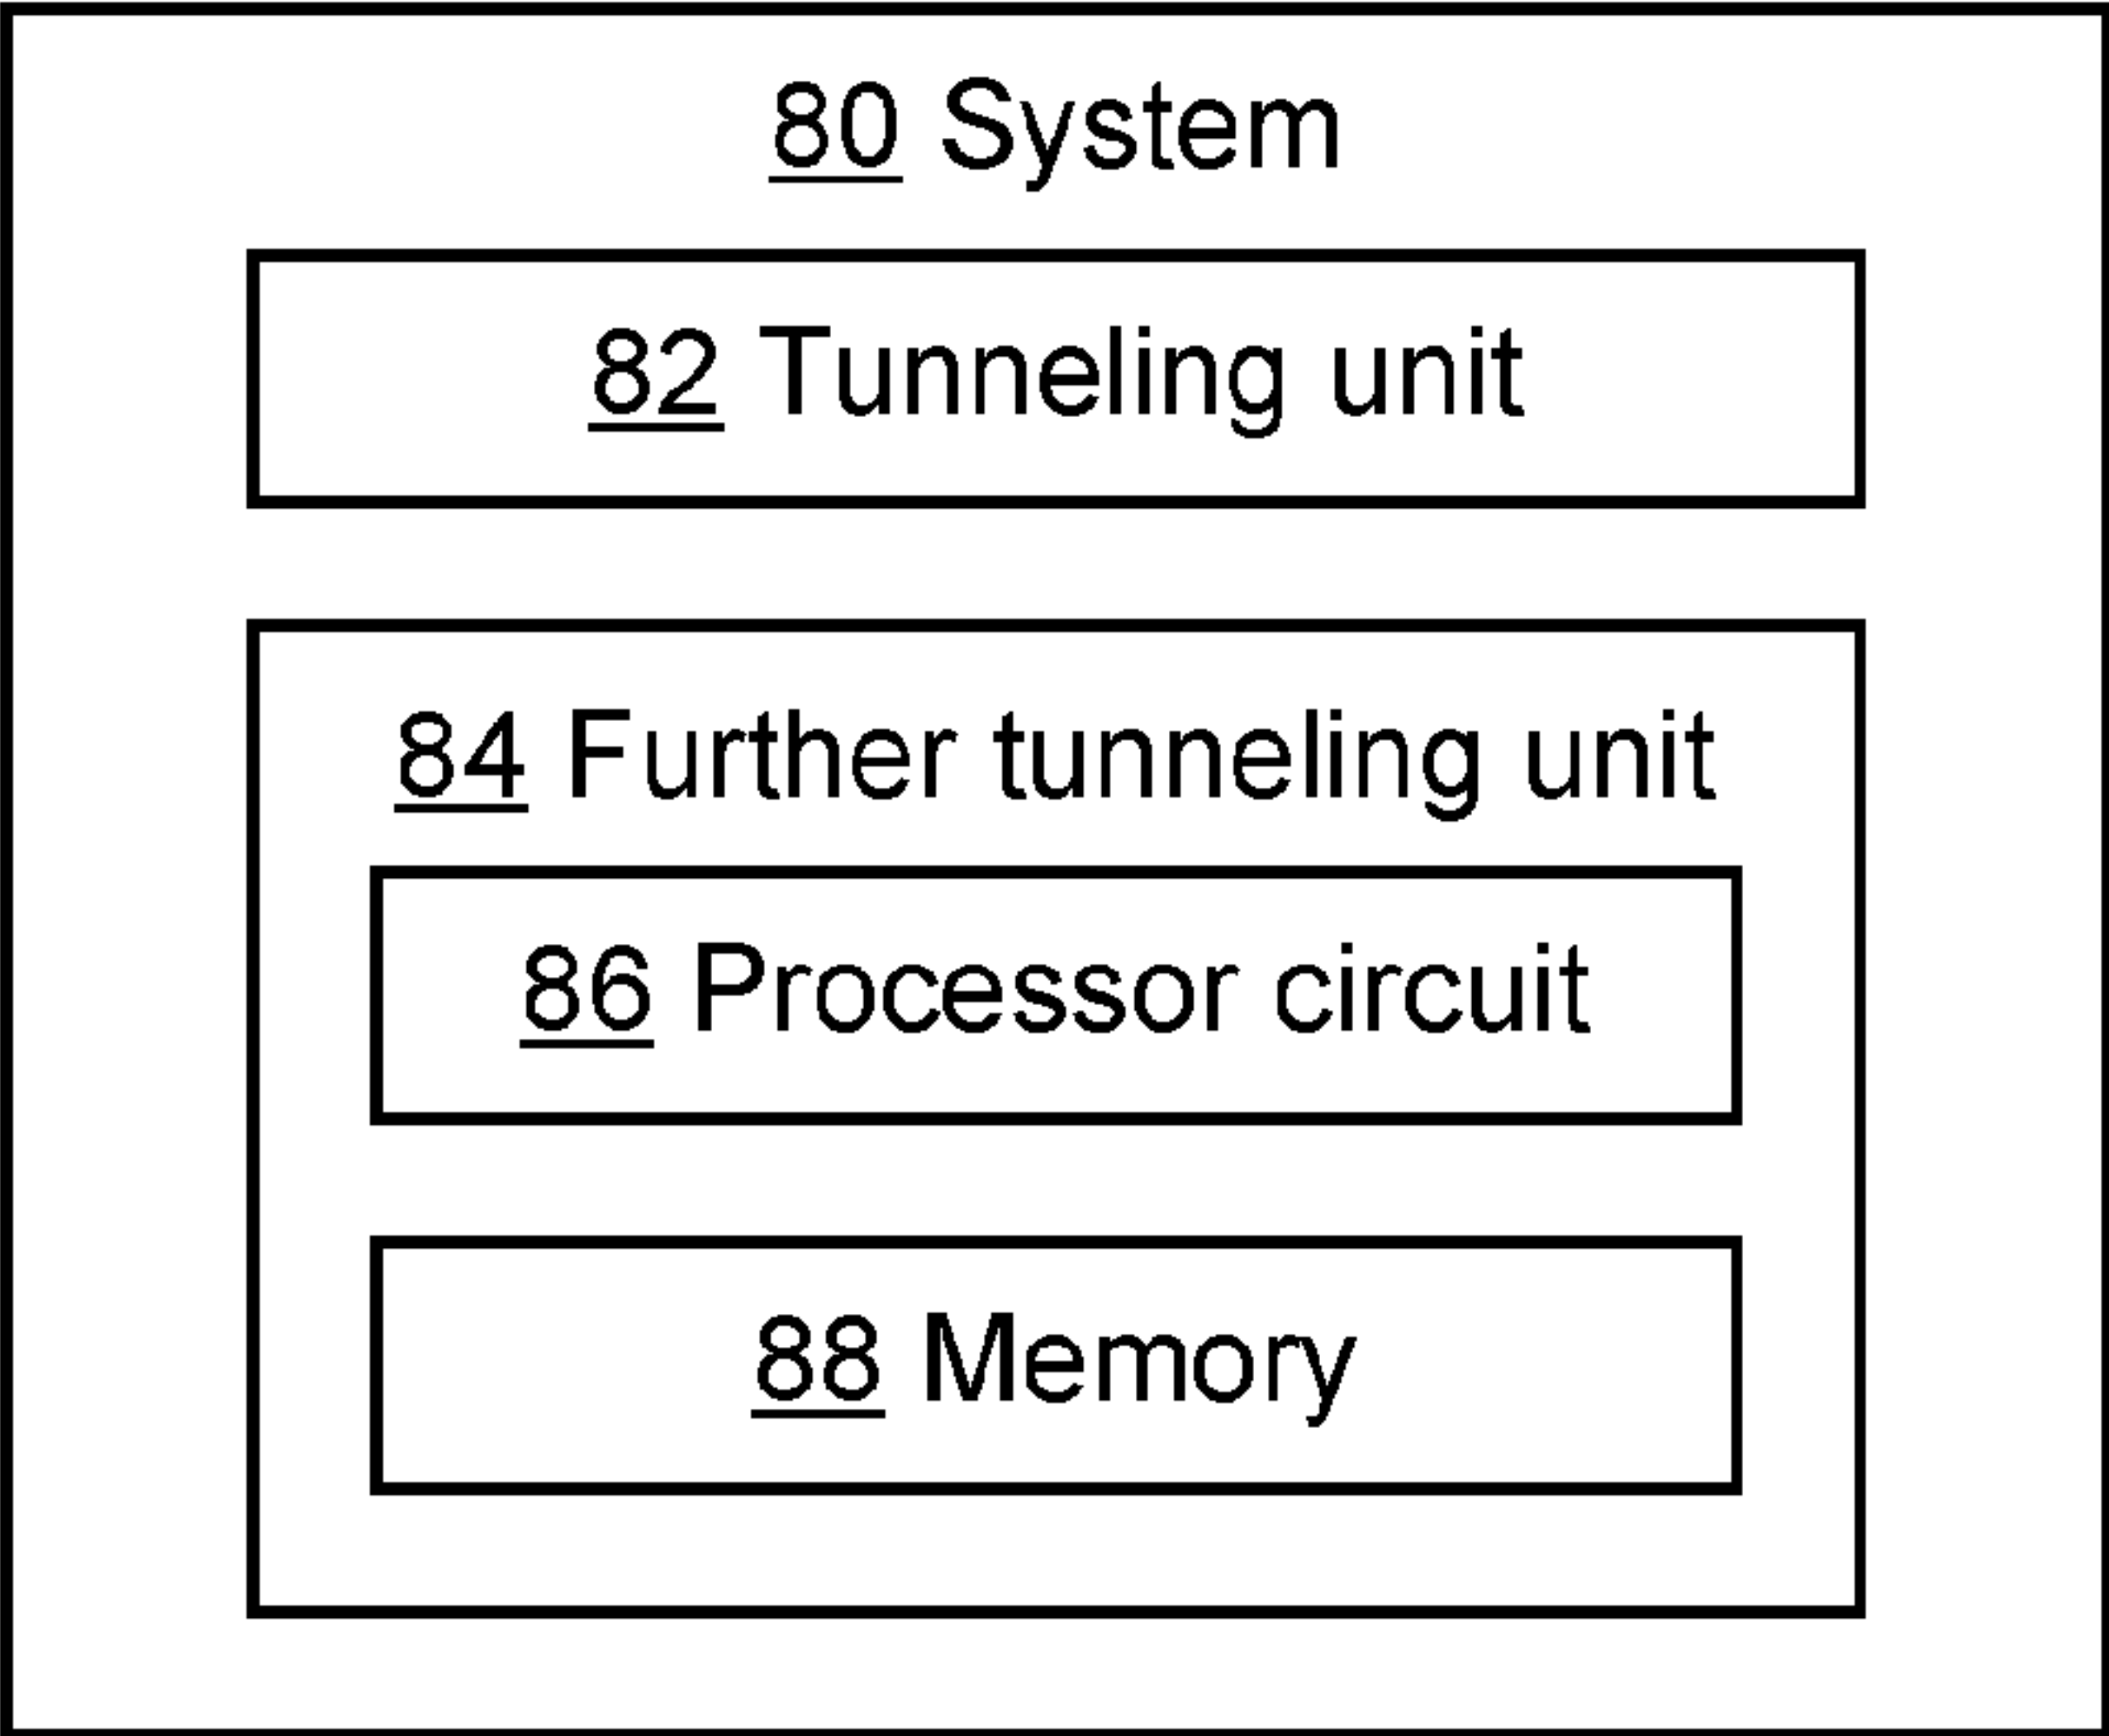 80 System
82 Tunneling unit
84 Further tunneling unit
86 Processor circuit
88 Memory